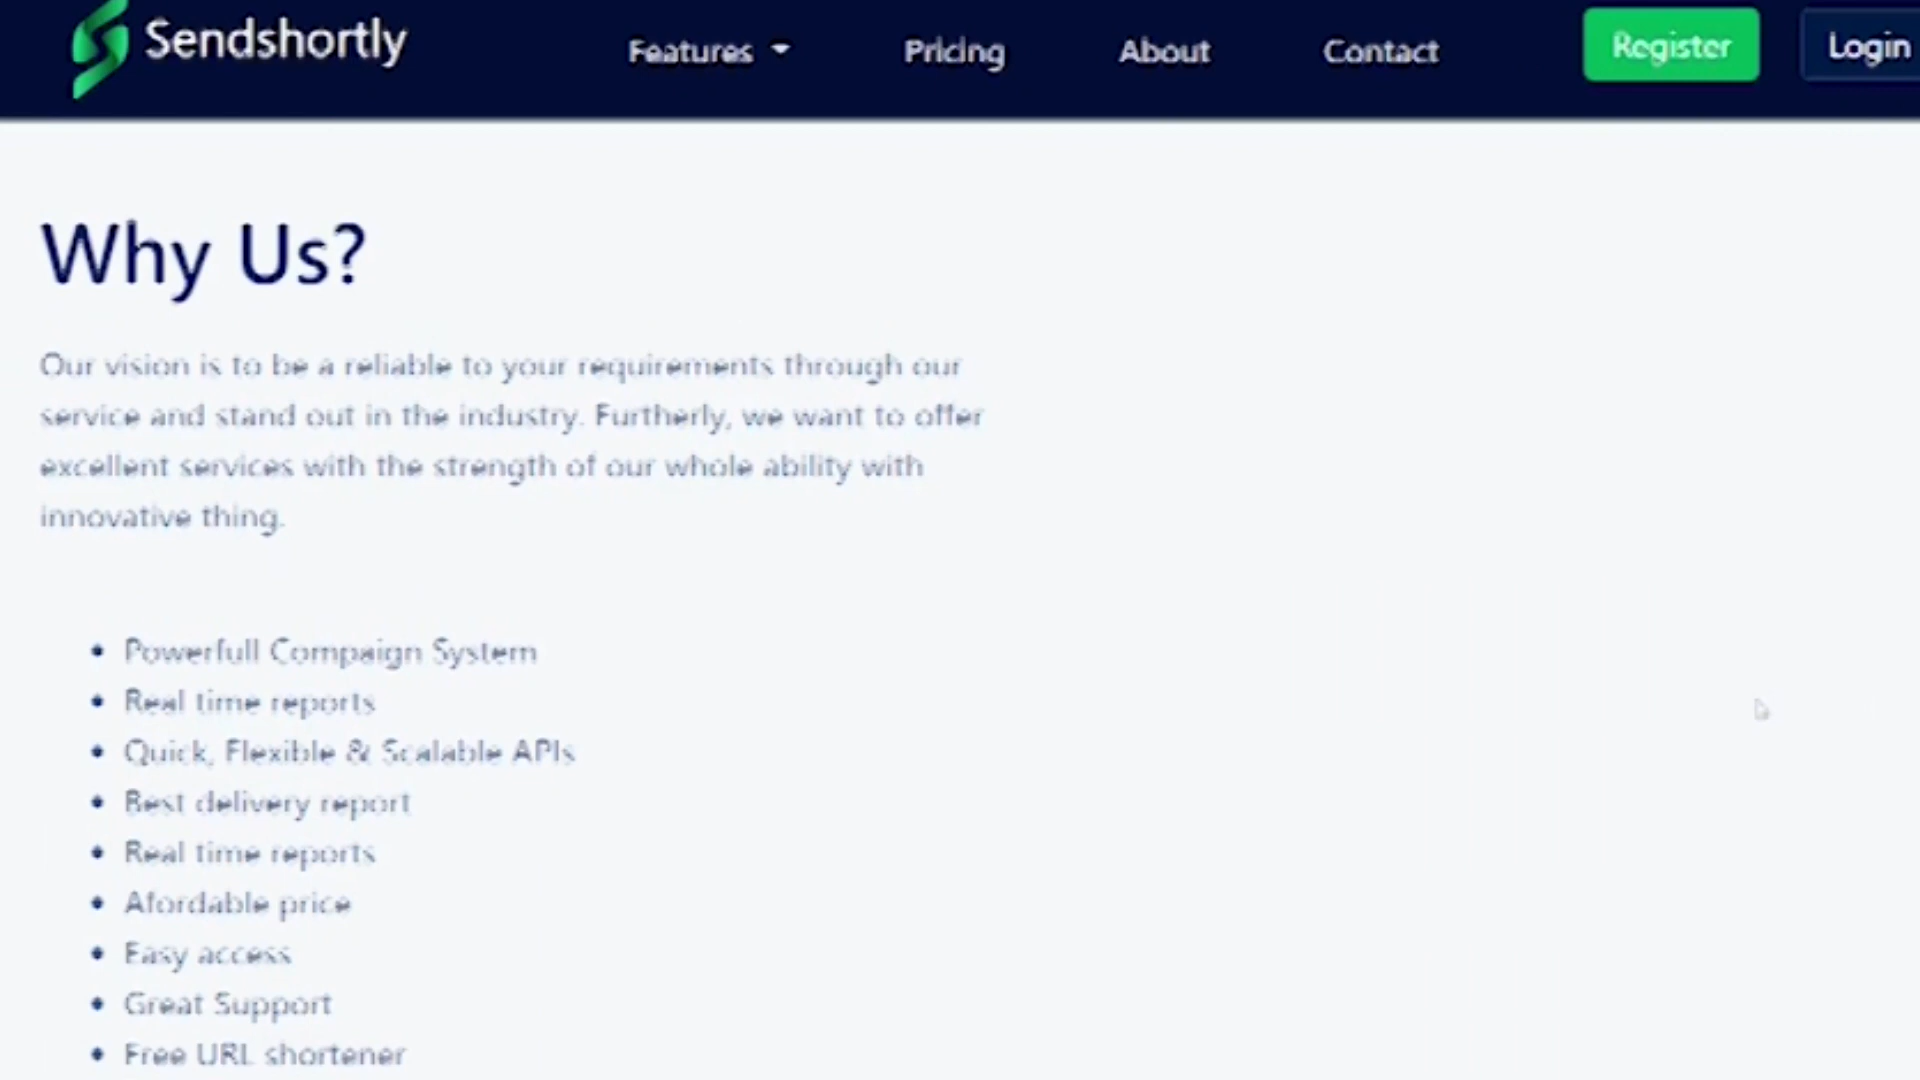 Sendshortly
Features
Pricing
About
Contact
Register
Login
Why Us?
Our vision is to be a reliable to your requirements through our
service and stand out in the industry. Furtherly, we want to offer
excellent services with the strength of our whole ability with
innovative thing.
Powerfull Compaign System
Real time reports
Quick, Flexible & Scalable APIs
Best delivery report
Real time reports
Afordable price
Easy access
Great Support
Free URL shortener